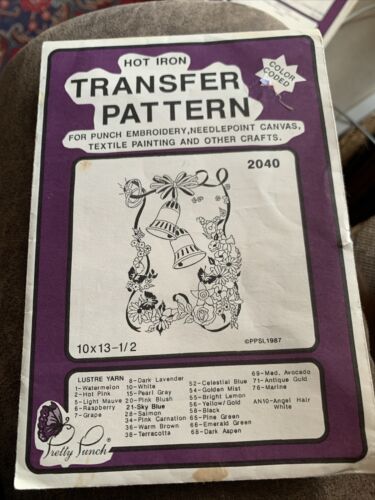 HOT IRON
TRANSFER
PATTERN
COLOR
CODED
FOR PUNCH EMBROIDERY, NEEDLEPOINT CANVAS,
TEXTILE PAINTING AND OTHER CRAFTS.
2040
©PPSL1987
10x13-1/2
LUSTRE YARN
1-Watermelon
2-Hot Pink
5-Light Mauve
6-Raspberry
7-Grape
8-Dark Lavender
10-White
15-Pearl Gray
20-Pink Blush
21-Sky Blue
28-Salmon
34-Pink Carnation
36-Warm Brown
38-Terracotta
52-Celestial Blue
54-Golden Mist
55-Bright Lemon
56-Yellow/Gold
58-Black
65-Pine Green
66-Emerald Green
68-Dark Aspen
69-Med. Avocado
71-Antique Gold
76-Marine
AN10-Angel Hair
White
Pretty Punch®